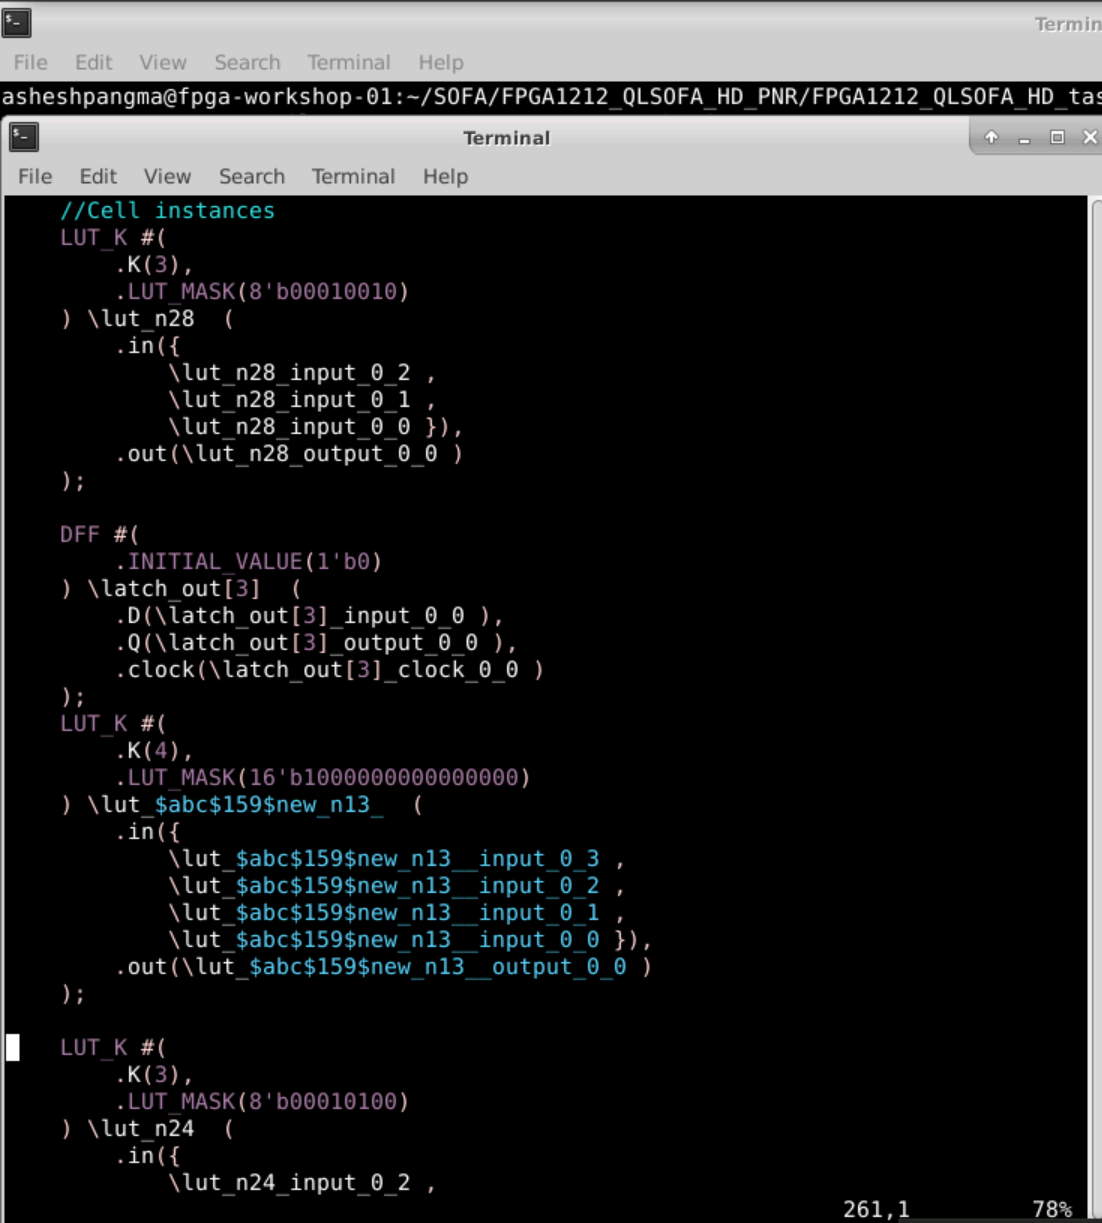 Termin
File Edit View Search Terminal Help
asheshpangma@fpga-workshop-01:~/SOFA/FPGA1212_QLSOFA_HD_PNR/FPGA1212_QLSOFA_HD_tas
Terminal
File Edit View Search Terminal Help
//Cell instances
LUT_K #(
.K(3),
.LUT_MASK(8'b00010010)
) \lut_n28  (
.in({
\lut_n28_input_0_2 ,
\lut_n28_input_0_1 ,
\lut_n28_input_0_0 }),
.out(\lut_n28_output_0_0 )
);
DFF #(
.INITIAL_VALUE(1'b0)
) \latch_out[3]  (
.D(\latch_out[3]_input_0_0 ),
.Q(\latch_out[3]_output_0_0 ),
.clock(\latch_out[3]_clock_0_0 )
);
LUT_K #(
.K(4),
.LUT_MASK(16'b1000000000000000)
) \lut_$abc$159$new_n13_  (
.in({
\lut_$abc$159$new_n13__input_0_3 ,
\lut_$abc$159$new_n13__input_0_2 ,
\lut_$abc$159$new_n13__input_0_1 ,
\lut_$abc$159$new_n13__input_0_0 }),
.out(\lut_$abc$159$new_n13__output_0_0 )
);
LUT_K #(
.K(3),
.LUT_MASK(8'b00010100)
) \lut_n24  (
.in({
\lut_n24_input_0_2 ,
261,1 78%